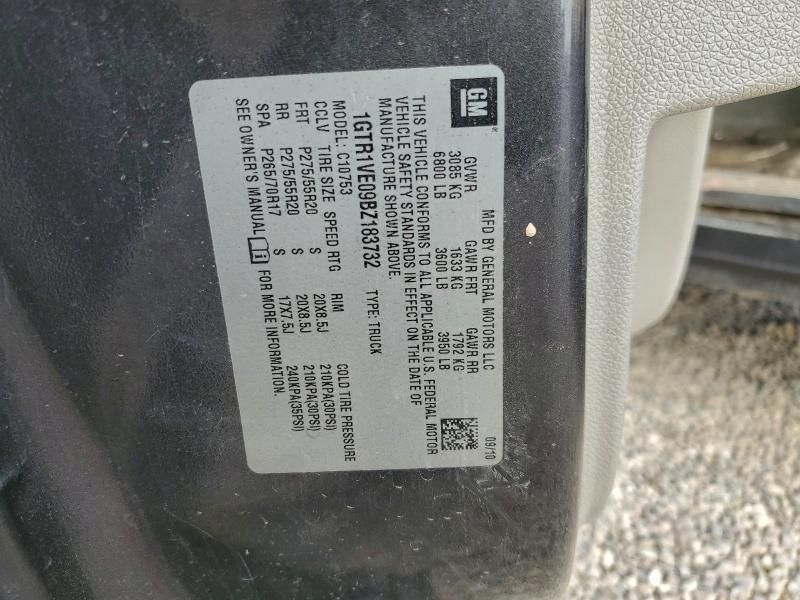 GM®
MFD BY GENERAL MOTORS LLC 09/10
GVWR GAWR FRT GAWR RR
3085 KG 1633 KG 1792 KG
6800 LB 3600 LB 3950 LB
THIS VEHICLE CONFORMS TO ALL APPLICABLE U.S. FEDERAL MOTOR
VEHICLE SAFETY STANDARDS IN EFFECT ON THE DATE OF
MANUFACTURE SHOWN ABOVE.
1GTR1VE09BZ183732 TYPE: TRUCK
MODEL: C10753
CCLV TIRE SIZE SPEED RTG RIM COLD TIRE PRESSURE
FRT P275/55R20 S 20X8.5J 210KPA(30PSI)
RR P275/55R20 S 20X8.5J 210KPA(30PSI)
SPA P265/70R17 S 17X7.5J 240KPA(35PSI)
SEE OWNER'S MANUAL i FOR MORE INFORMATION.